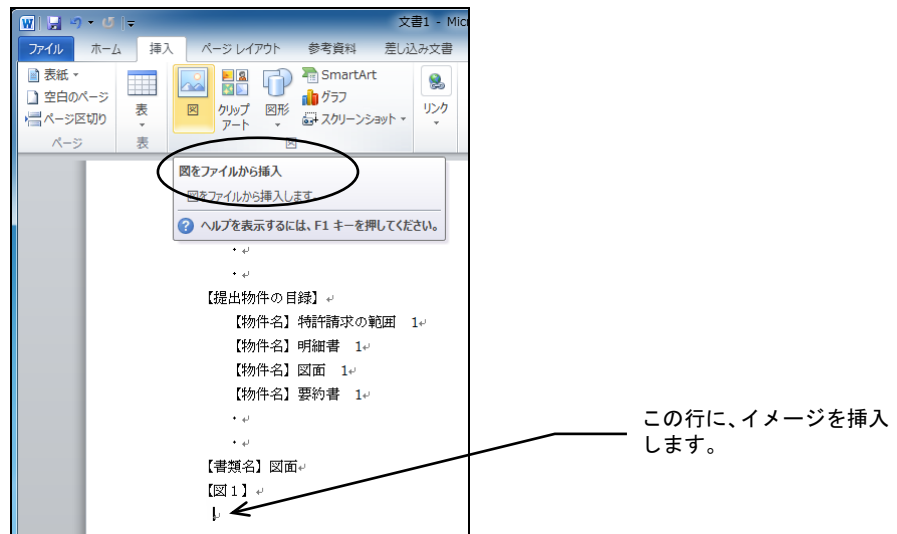 文書1 - Mic
ファイル ホーム 挿入 ページ レイアウト 参考資料 差し込み文書
表紙
空白のページ
ページ区切り
ページ
表
表
図
クリップ
アート
図形
SmartArt
グラフ
スクリーンショット
図
リンク
図をファイルから挿入
図をファイルから挿入します。
ヘルプを表示するには、F1 キーを押してください。
・
・
【提出物件の目録】
【物件名】特許請求の範囲 1
【物件名】明細書 1
【物件名】図面 1
【物件名】要約書 1
・
・
【書類名】図面
【図1】
この行に、イメージを挿入
します。